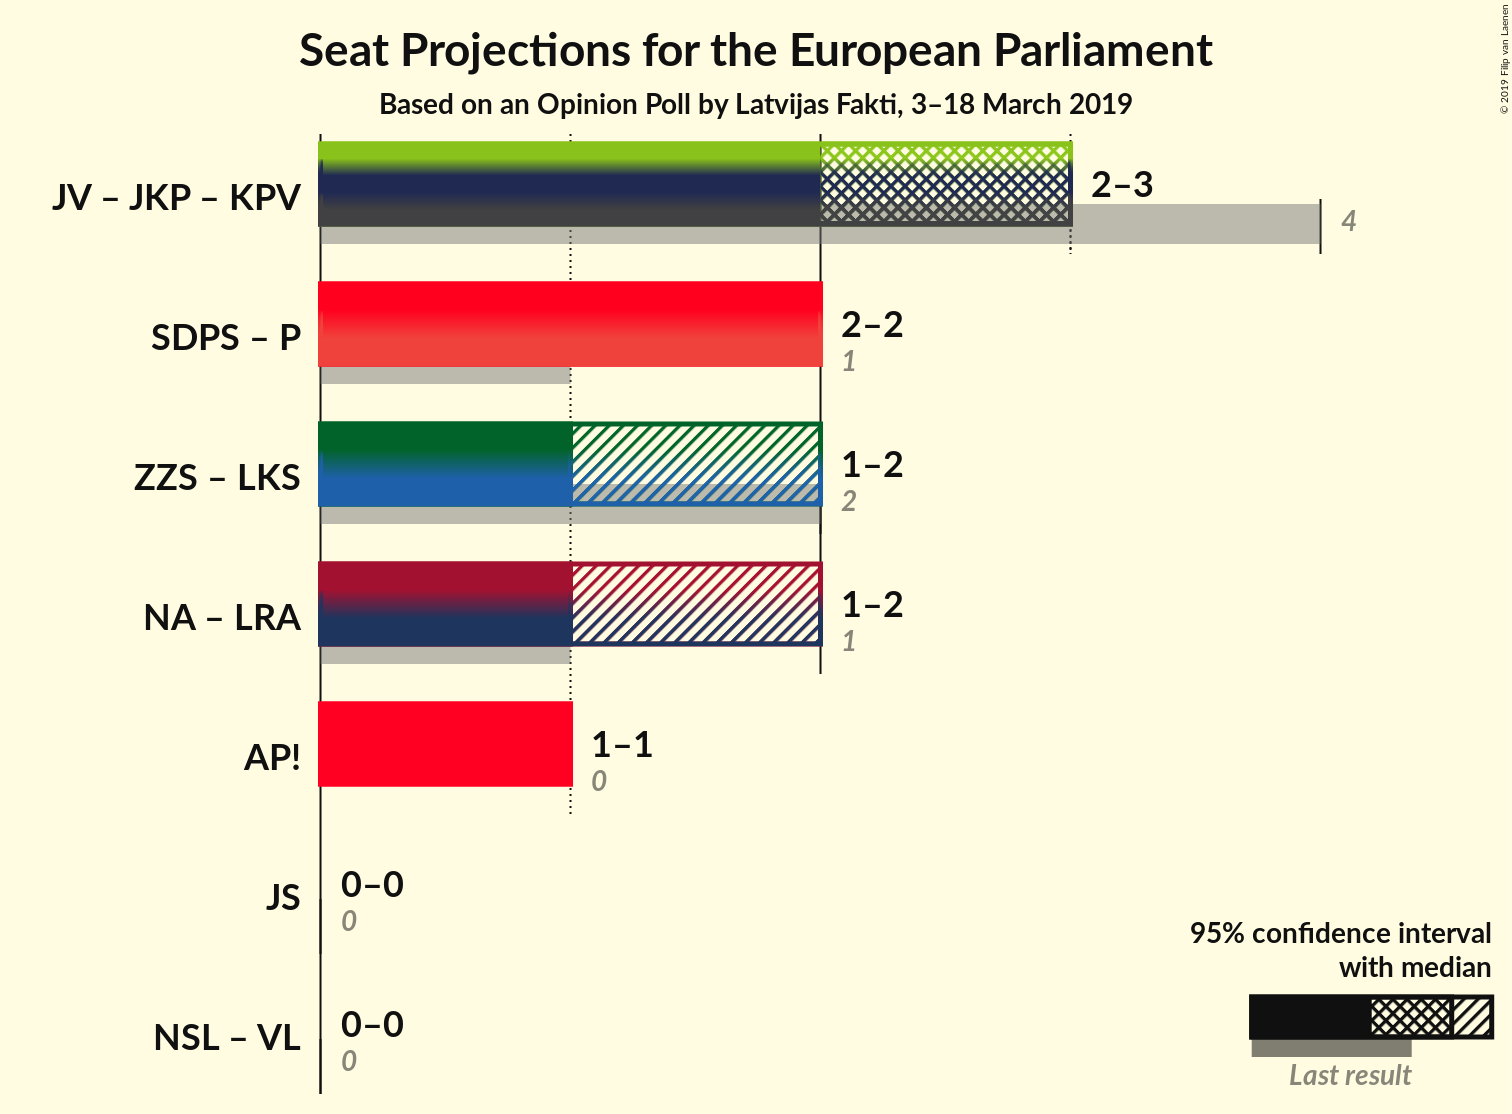 Seat Projections for the European Parliament
Based on an Opinion Poll by Latvijas Fakti, 3–18 March 2019
© 2019 Filip van Laenen
JV – JKP – KPV
2–3
4
SDPS – P
2–2
1
ZZS – LKS
1–2
2
NA – LRA
1–2
1
AP!
1–1
0
JS
0–0
0
NSL – VL
0–0
0
95% confidence interval
with median
Last result